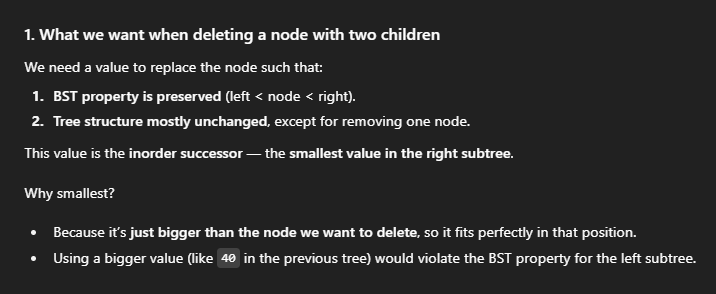 1. What we want when deleting a node with two children
We need a value to replace the node such that:
1. BST property is preserved (left < node < right).
2. Tree structure mostly unchanged, except for removing one node.
This value is the inorder successor — the smallest value in the right subtree.
Why smallest?
• Because it's just bigger than the node we want to delete, so it fits perfectly in that position.
• Using a bigger value (like 40 in the previous tree) would violate the BST property for the left subtree.